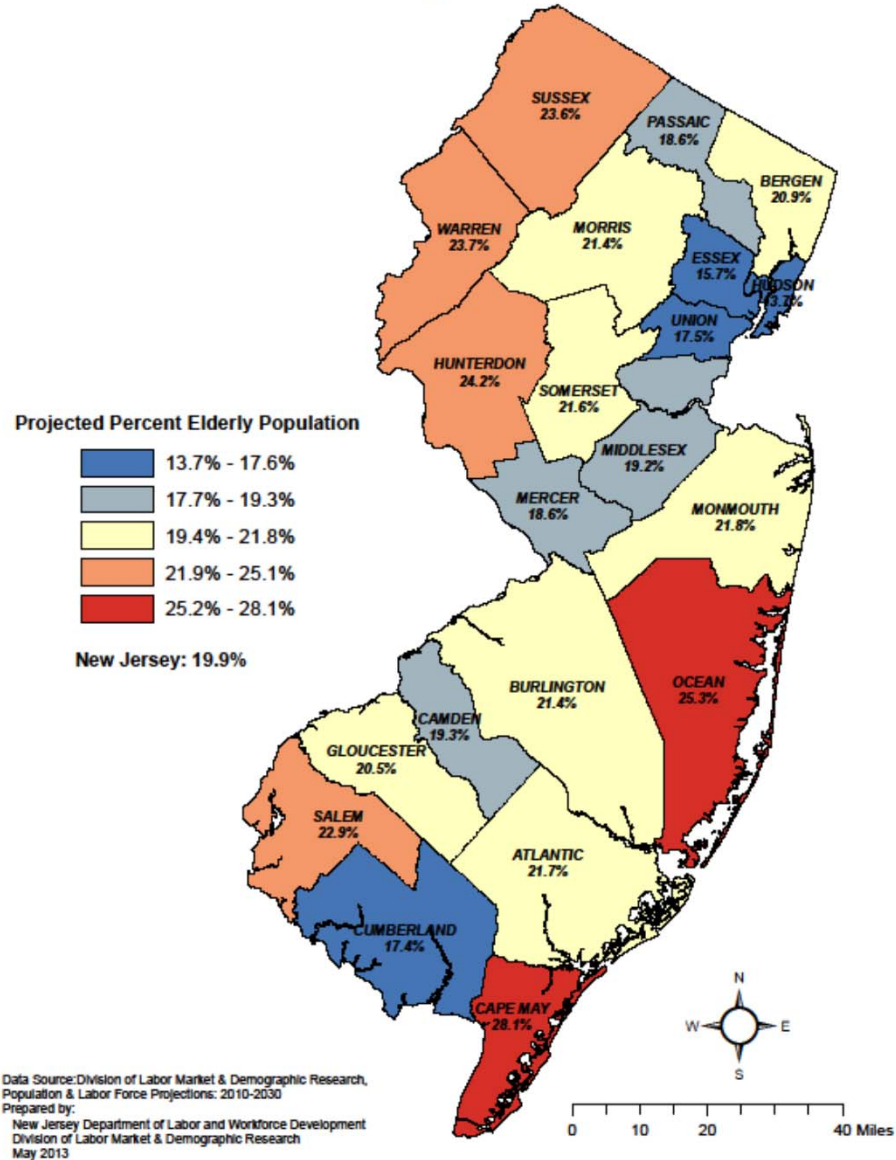 SUSSEX
23.6%
PASSAIC
18.6%
BERGEN
20.9%
WARREN
23.7%
MORRIS
21.4%
ESSEX
15.7%
HUDSON
13.7%
UNION
17.5%
HUNTERDON
24.2%
SOMERSET
21.6%
Projected Percent Elderly Population
13.7% - 17.6%
17.7% - 19.3%
19.4% - 21.8%
21.9% - 25.1%
25.2% - 28.1%
New Jersey: 19.9%
MIDDLESEX
19.2%
MERCER
18.6%
MONMOUTH
21.8%
OCEAN
25.3%
BURLINGTON
21.4%
CAMDEN
19.3%
GLOUCESTER
20.5%
SALEM
22.9%
ATLANTIC
21.7%
CUMBERLAND
17.4%
CAPE MAY
28.1%
N
W E
S
Data Source:Division of Labor Market & Demographic Research,
Population & Labor Force Projections: 2010-2030
Prepared by:
New Jersey Department of Labor and Workforce Development
Division of Labor Market & Demographic Research
May 2013
0 10 20 40 Miles